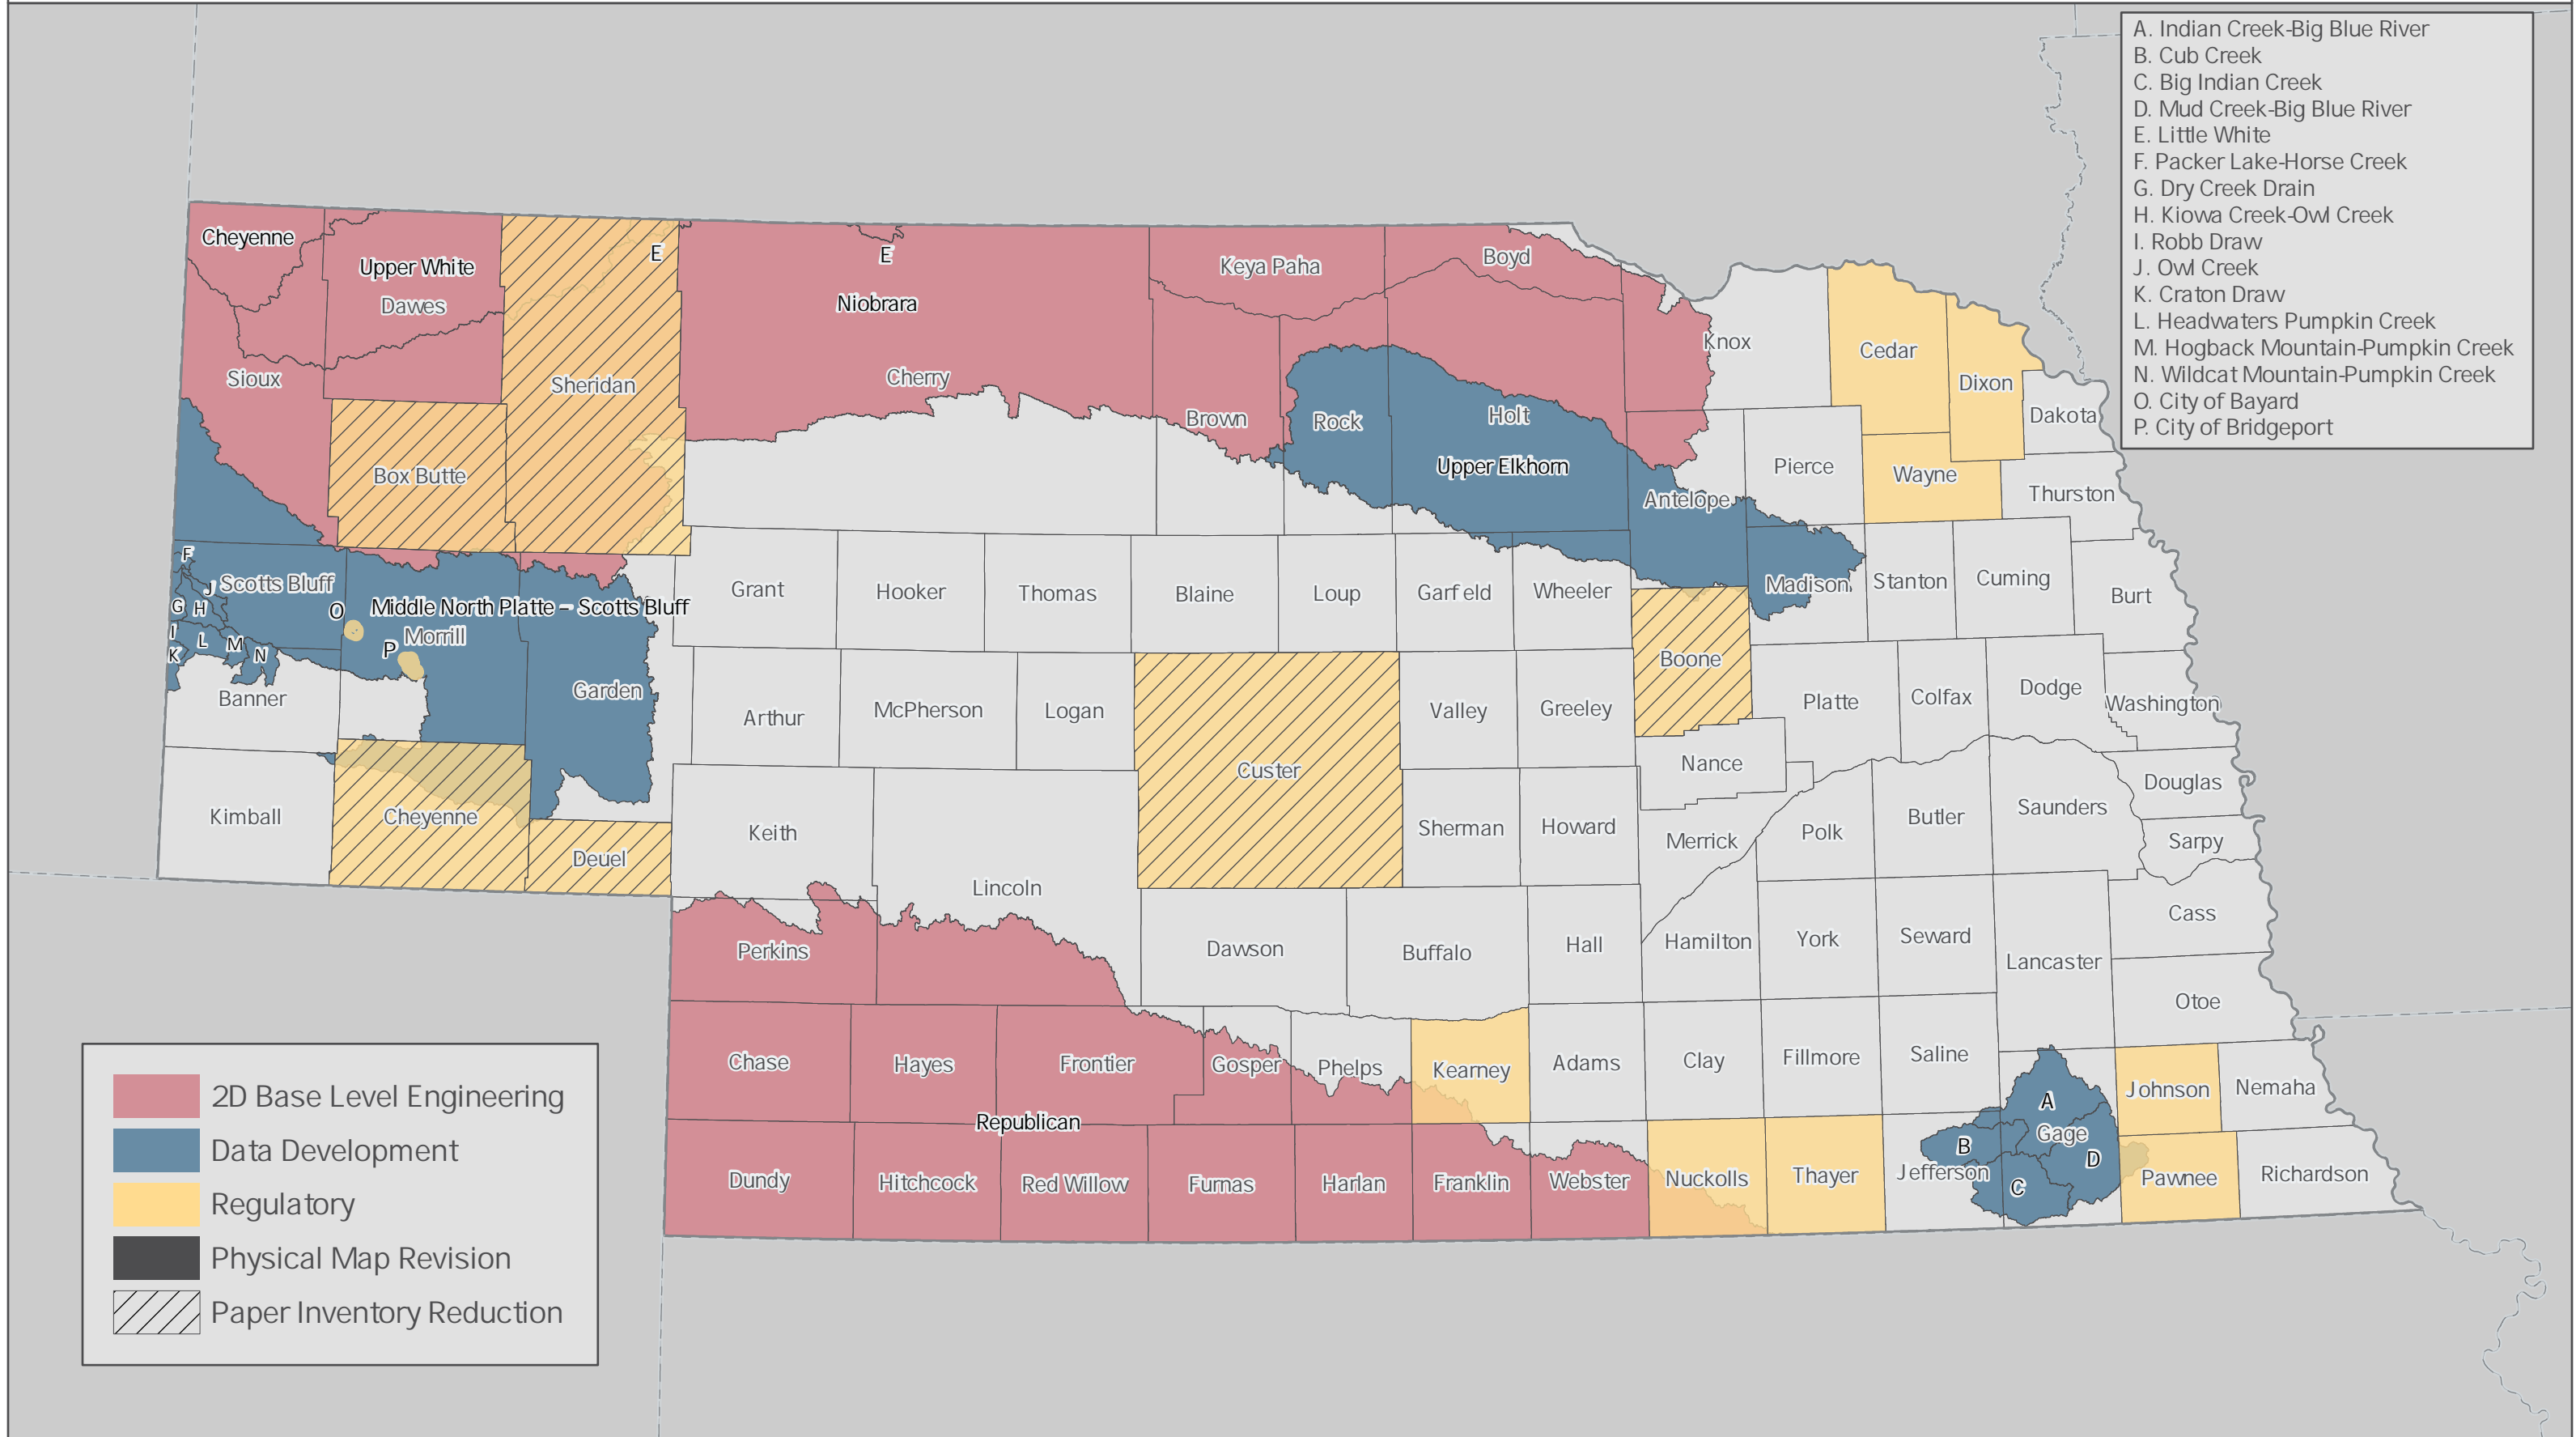 A. Indian Creek-Big Blue River
B. Cub Creek
C. Big Indian Creek
D. Mud Creek-Big Blue River
E. Little White
F. Packer Lake-Horse Creek
G. Dry Creek Drain
H. Kiowa Creek-Owl Creek
I. Robb Draw
J. Owl Creek
K. Craton Draw
L. Headwaters Pumpkin Creek
M. Hogback Mountain-Pumpkin Creek
N. Wildcat Mountain-Pumpkin Creek
O. City of Bayard
P. City of Bridgeport
Cheyenne
Upper White
Dawes
E
E
Niobrara
Keya Paha
Boyd
Knox
Cedar
Dixon
Dakota
Sioux
Sheridan
Cherry
Brown
Rock
Holt
Upper Elkhorn
Box Butte
Antelope
Pierce
Wayne
Thurston
F
Scotts Bluff
J
G
H
O
Middle North Platte – Scotts Bluff
I
L
M
P
Morrill
K
N
Banner
Garden
Grant
Hooker
Thomas
Blaine
Loup
Garf eld
Wheeler
Madison
Stanton
Cuming
Burt
Boone
Arthur
McPherson
Logan
Custer
Valley
Greeley
Platte
Colfax
Dodge
Washington
Nance
Douglas
Kimball
Cheyenne
Deuel
Keith
Lincoln
Sherman
Howard
Merrick
Polk
Butler
Saunders
Sarpy
Perkins
Dawson
Buffalo
Hall
Hamilton
York
Seward
Lancaster
Cass
Otoe
Chase
Hayes
Frontier
Gosper
Phelps
Kearney
Adams
Clay
Fillmore
Saline
Johnson
Nemaha
Republican
A
Gage
B
D
C
Jefferson
Dundy
Hitchcock
Red Willow
Furnas
Harlan
Franklin
Webster
Nuckolls
Thayer
Pawnee
Richardson
2D Base Level Engineering
Data Development
Regulatory
Physical Map Revision
Paper Inventory Reduction